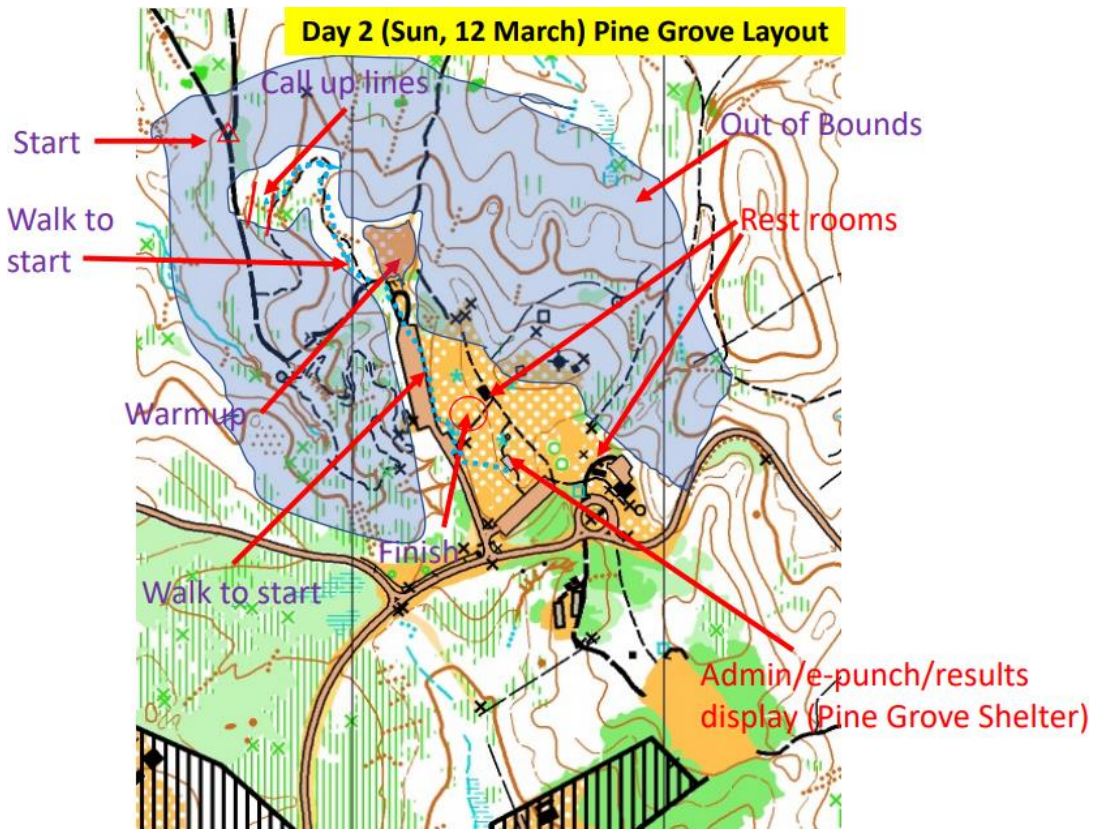 Day 2 (Sun, 12 March) Pine Grove Layout
Call up lines
Start
Out of Bounds
Walk to
start
Rest rooms
Warmup
Finish
Walk to start
Admin/e-punch/results
display (Pine Grove Shelter)